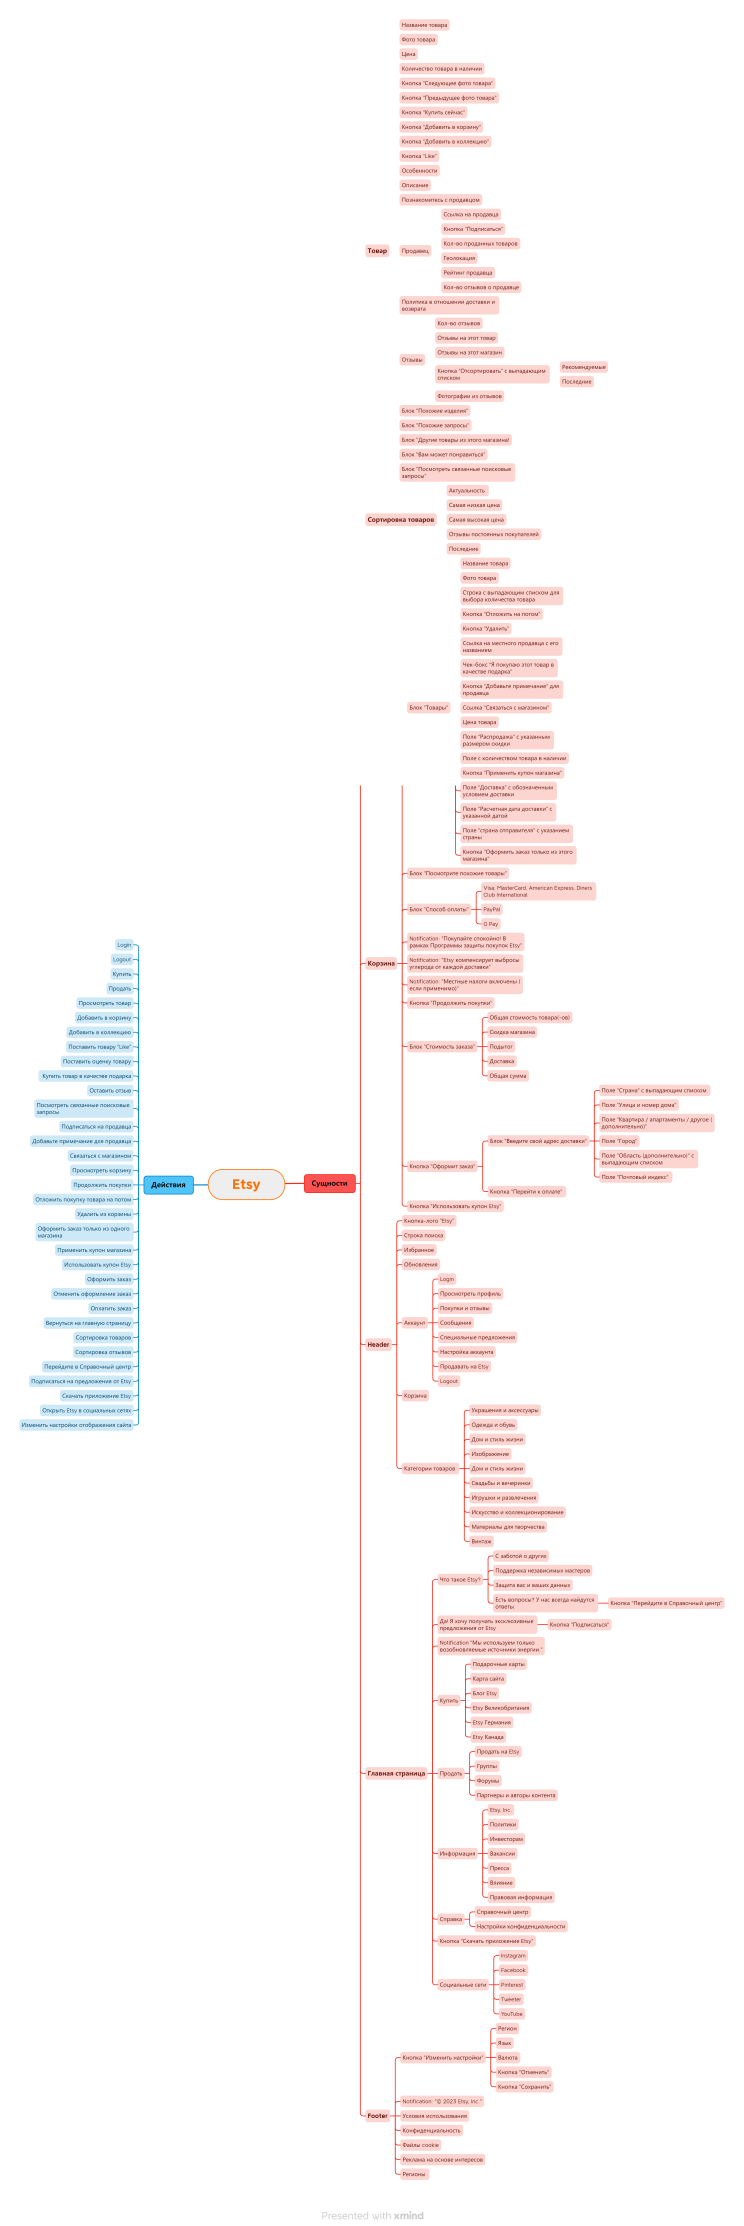 Название товара
Фото товара
Цена
Количество товара в наличии
Кнопка "Следующее фото товара"
Кнопка "Предыдущее фото товара"
Кнопка "Купить сейчас"
Кнопка "Добавить в корзину"
Кнопка "Добавить в коллекцию"
Кнопка "Like"
Особенности
Описание
Познакомитесь с продавцом
Товар
Продавец
Ссылка на продавца
Кнопка "Подписаться"
Кол-во проданных товаров
Геолокация
Рейтинг продавца
Кол-во отзывов о продавце
Политика в отношении доставки и
возврата
Отзывы
Кол-во отзывов
Отзывы на этот товар
Отзывы на этот магазин
Кнопка "Отсортировать" с выпадающим
списком
Рекомендуемые
Последние
Фотографии из отзывов
Блок "Похожие изделия"
Блок "Похожие запросы"
Блок "Другие товары из этого магазина!
Блок "Вам может понравиться"
Блок "Посмотреть связанные поисковые
запросы"
Сортировка товаров
Актуальность
Самая низкая цена
Самая высокая цена
Отзывы постоянных покупателей
Последние
Корзина
Блок "Товары"
Название товара
Фото товара
Строка с выпадающим списком для
выбора количества товара
Кнопка "Отложить на потом"
Кнопка "Удалить"
Ссылка на местного продавца с его
названием
Чек-бокс "Я покупаю этот товар в
качестве подарка"
Кнопка "Добавьте примечание" для
продавца
Ссылка "Связаться с магазином"
Цена товара
Поле "Распродажа" с указанным
размером скидки
Поле с количеством товара в наличии
Кнопка "Применить купон магазина"
Поле "Доставка" с обозначенным
условием доставки
Поле "Расчетная дата доставки" с
указанной датой
Поле "страна отправителя" с указанием
страны
Кнопка "Оформить заказ только из этого
магазина"
Блок "Посмотрите похожие товары"
Блок "Способ оплаты"
Visa, MasterCard, American Express, Diners
Club International
PayPal
G Pay
Notification: "Покупайте спокойно! В
рамках Программы защиты покупок Etsy"
Notification: "Etsy компенсирует выбросы
углерода от каждой доставки"
Notification: "Местные налоги включены (
если применимо)"
Кнопка "Продолжить покупки"
Блок "Стоимость заказа"
Общая стоимость товара(-ов)
Скидка магазина
Подытог
Доставка
Общая сумма
Кнопка "Оформит заказ"
Блок "Введите свой адрес доставки"
Поле "Страна" с выпадающим списком
Поле "Улица и номер дома"
Поле "Квартира / апартаменты / другое (
дополнительно)"
Поле "Город"
Поле "Область (дополнительно)" с
выпадающим списком
Поле "Почтовый индекс"
Кнопка "Перейти к оплате"
Кнопка "Использовать купон Etsy"
Login
Logout
Купить
Продать
Просмотреть товар
Добавить в корзину
Добавить в коллекцию
Поставить товару "Like"
Поставить оценку товару
Купить товар в качестве подарка
Оставить отзыв
Посмотреть связанные поисковые
запросы
Подписаться на продавца
Добавьте примечание для продавца
Связаться с магазином
Просмотреть корзину
Продолжить покупки
Отложить покупку товара на потом
Удалить из корзины
Оформить заказ только из одного
магазина
Применить купон магазина
Использовать купон Etsy
Оформить заказ
Отменить оформление заказ
Оплатить заказ
Вернуться на главную страницу
Сортировка товаров
Сортировка отзывов
Перейдите в Справочный центр
Подписаться на предложения от Etsy
Скачать приложение Etsy
Открыть Etsy в социальных сетях
Изменить настройки отображения сайта
Действия
Etsy
Сущности
Header
Кнопка-лого "Etsy"
Строка поиска
Избранное
Обновления
Аккаунт
Login
Просмотреть профиль
Покупки и отзывы
Сообщения
Специальные предложения
Настройка аккаунта
Продавать на Etsy
Logout
Корзина
Категории товаров
Украшения и аксессуары
Одежда и обувь
Дом и стиль жизни
Изображение
Дом и стиль жизни
Свадьбы и вечеринки
Игрушки и развлечения
Искусство и коллекционирование
Материалы для творчества
Винтаж
Главная страница
Что такое Etsy?
С заботой о других
Поддержка независимых мастеров
Защита вас и ваших данных
Есть вопросы? У нас всегда найдутся
ответы
Кнопка "Перейдите в Справочный центр"
Да! Я хочу получать эксклюзивные
предложения от Etsy
Кнопка "Подписаться"
Notification "Мы используем только
возобновляемые источники энергии."
Купить
Подарочные карты
Карта сайта
Блог Etsy
Etsy Великобритания
Etsy Германия
Etsy Канада
Продать
Продать на Etsy
Группы
Форумы
Партнеры и авторы контента
Информация
Etsy, Inc.
Политики
Инвесторам
Вакансии
Пресса
Влияние
Правовая информация
Справка
Справочный центр
Настройки конфиденциальности
Кнопка "Скачать приложение Etsy"
Социальные сети
Instagram
Facebook
Pinterest
Tweeter
YouTube
Footer
Кнопка "Изменить настройки"
Регион
Язык
Валюта
Кнопка "Отменить"
Кнопка "Сохранить"
Notification: "© 2023 Etsy, Inc."
Условия использования
Конфиденциальность
Файлы cookie
Реклама на основе интересов
Регионы
Presented with xmind